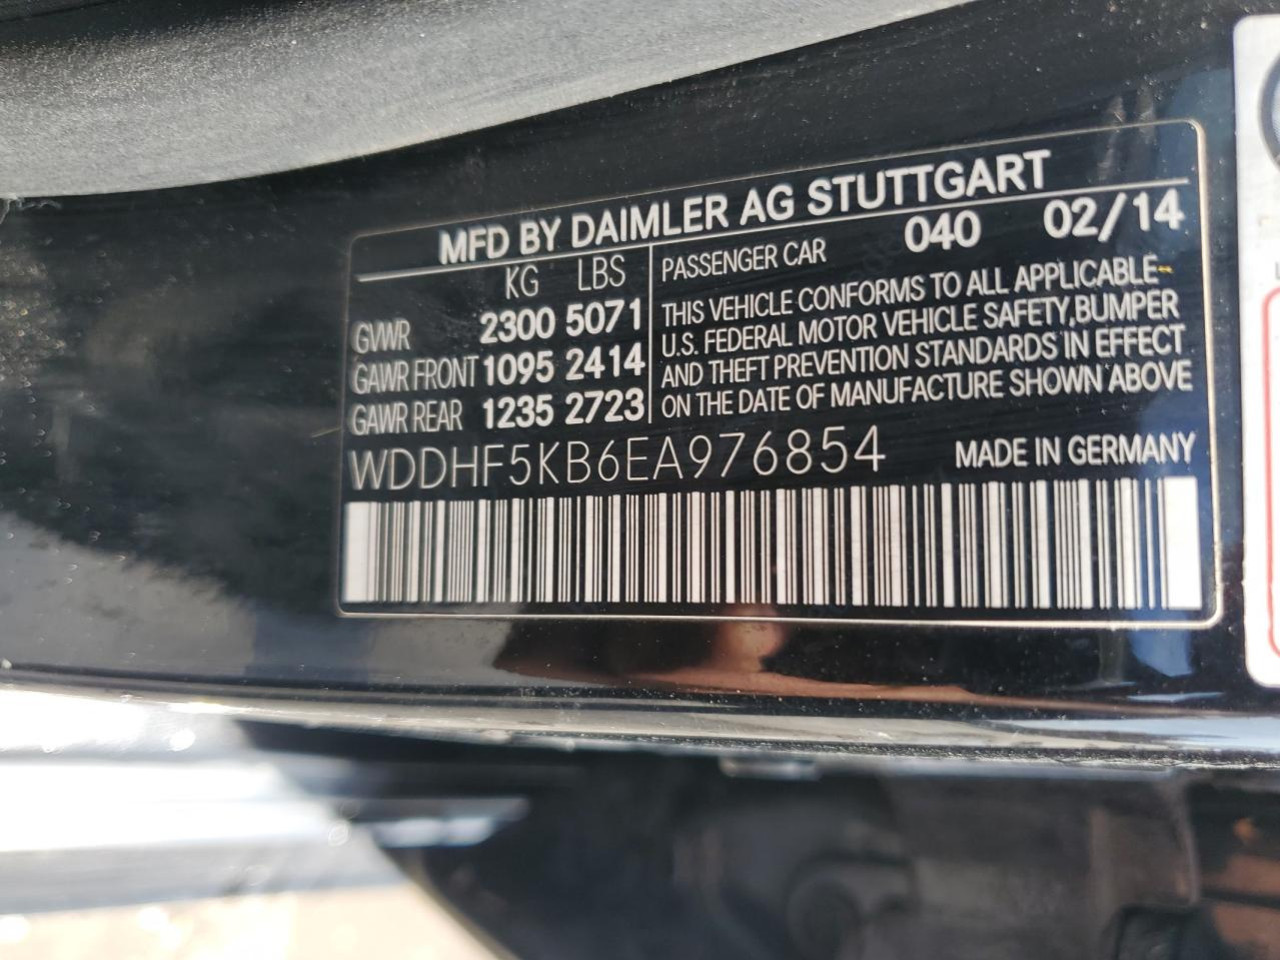 MFD BY DAIMLER AG STUTTGART
KG LBS
GVWR 2300 5071
GAWR FRONT 1095 2414
GAWR REAR 1235 2723
PASSENGER CAR 040 02/14
THIS VEHICLE CONFORMS TO ALL APPLICABLE
U.S. FEDERAL MOTOR VEHICLE SAFETY,BUMPER
AND THEFT PREVENTION STANDARDS IN EFFECT
ON THE DATE OF MANUFACTURE SHOWN ABOVE
WDDHF5KB6EA976854 MADE IN GERMANY